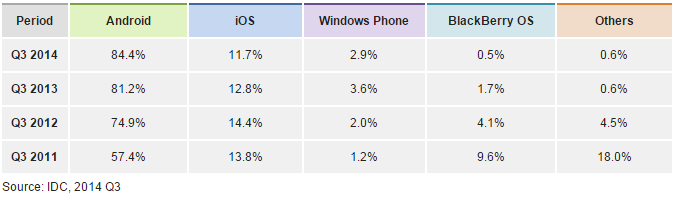 Period Android iOS Windows Phone BlackBerry OS Others
Q3 2014 84.4% 11.7% 2.9% 0.5% 0.6%
Q3 2013 81.2% 12.8% 3.6% 1.7% 0.6%
Q3 2012 74.9% 14.4% 2.0% 4.1% 4.5%
Q3 2011 57.4% 13.8% 1.2% 9.6% 18.0%
Source: IDC, 2014 Q3